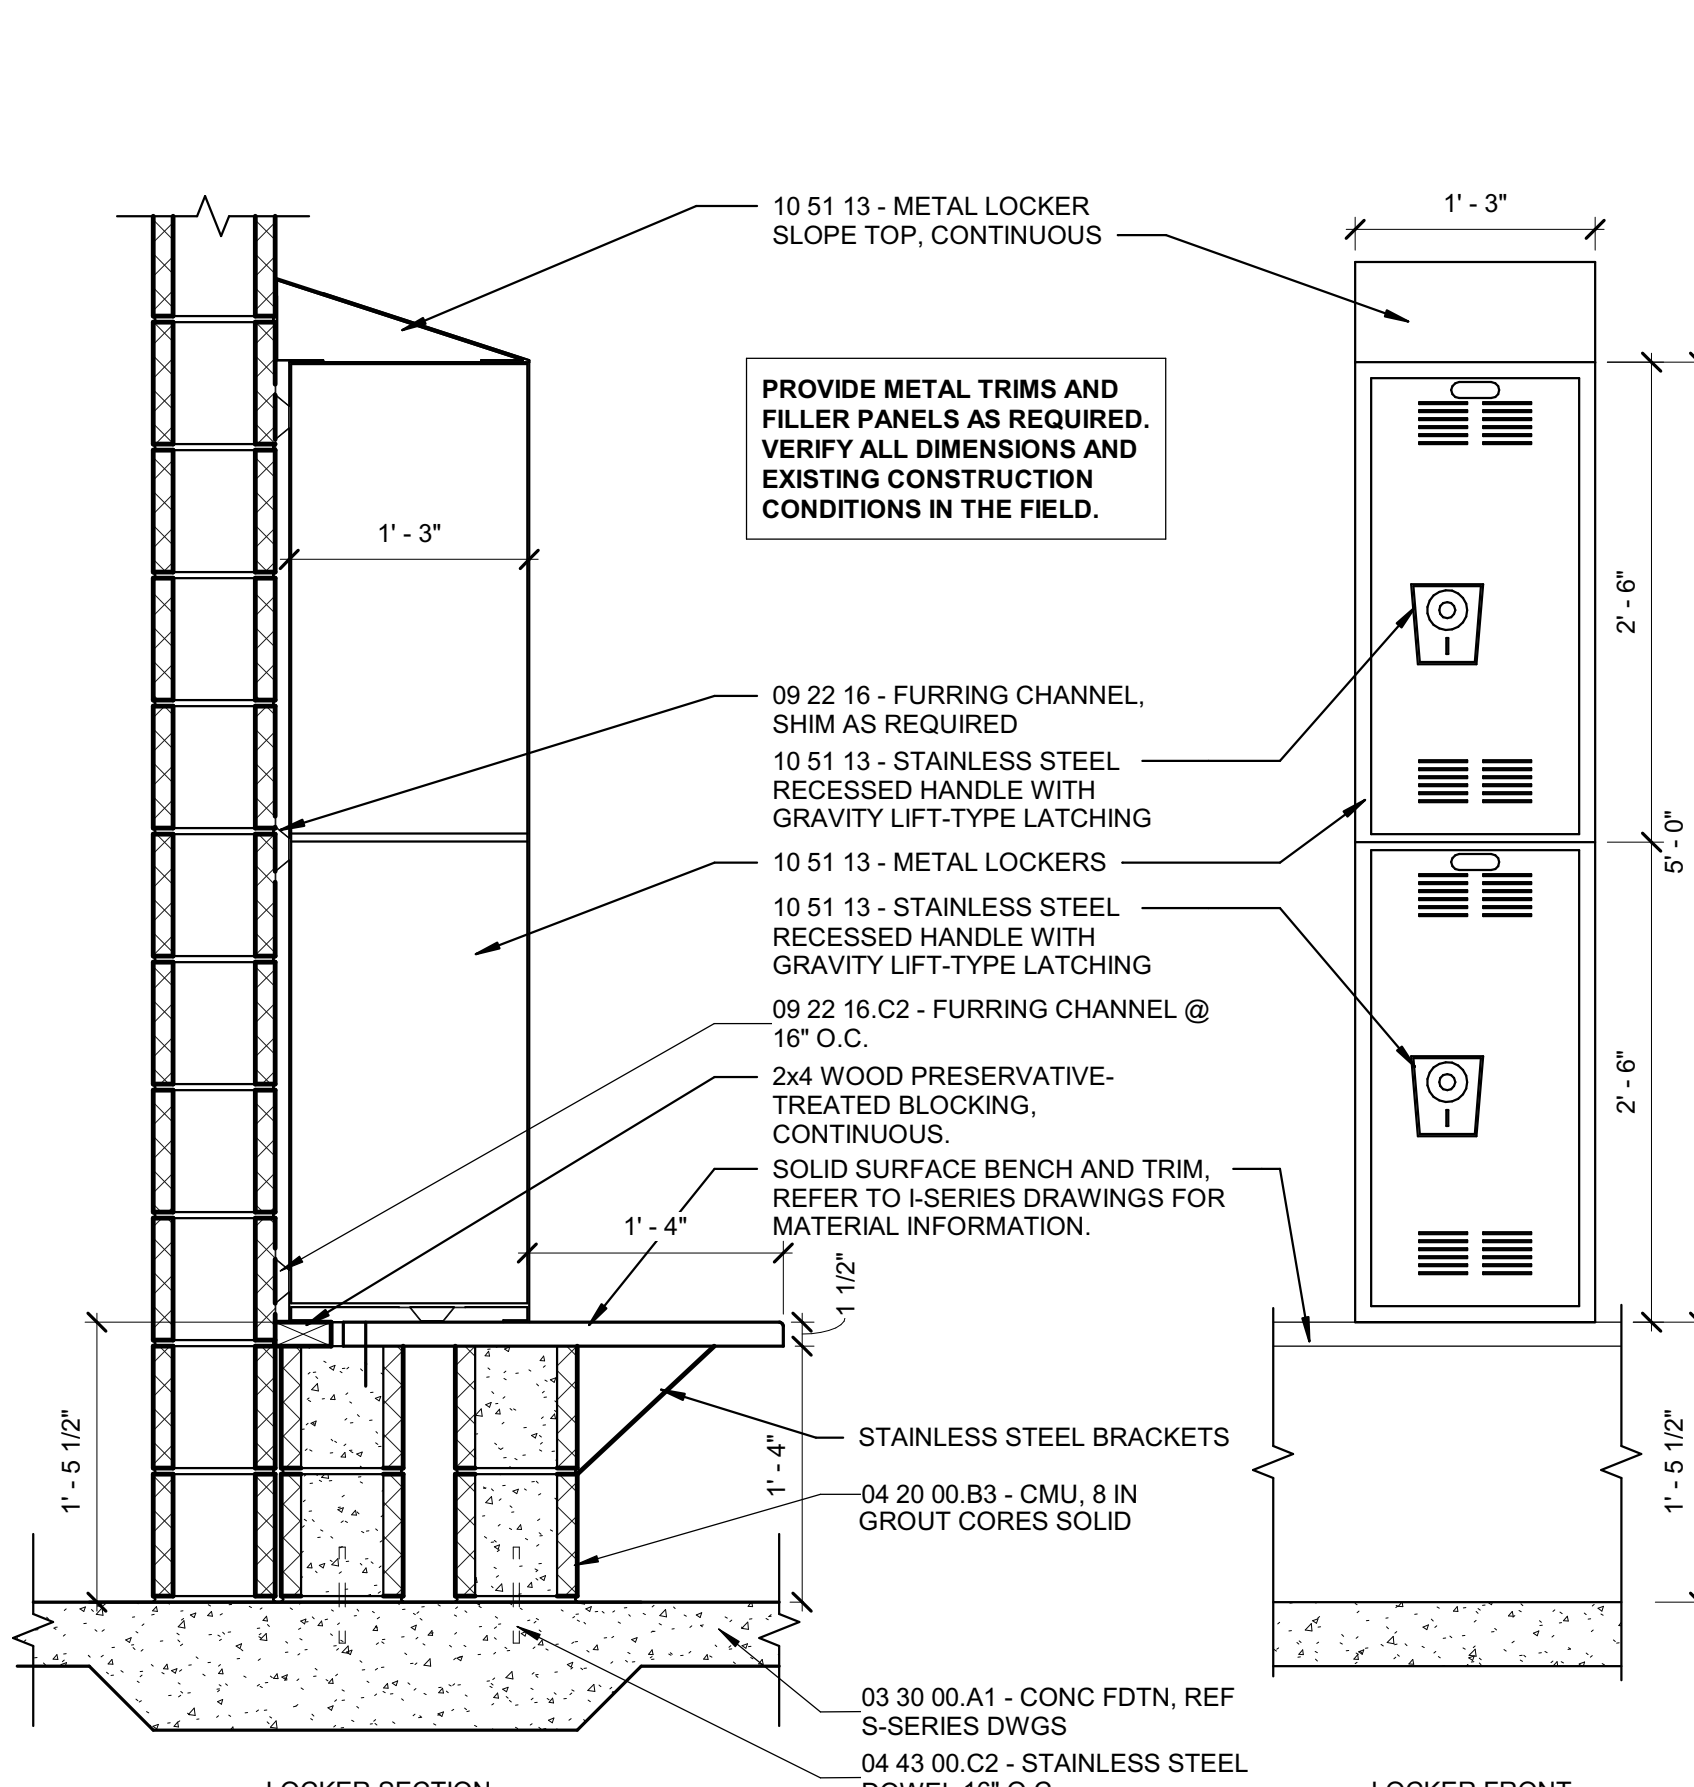 10 51 13 - METAL LOCKER
SLOPE TOP, CONTINUOUS
1' - 3"
PROVIDE METAL TRIMS AND
FILLER PANELS AS REQUIRED.
VERIFY ALL DIMENSIONS AND
EXISTING CONSTRUCTION
CONDITIONS IN THE FIELD.
1' - 3"
2' - 6"
09 22 16 - FURRING CHANNEL,
SHIM AS REQUIRED
10 51 13 - STAINLESS STEEL
RECESSED HANDLE WITH
GRAVITY LIFT-TYPE LATCHING
5' - 0"
10 51 13 - METAL LOCKERS
10 51 13 - STAINLESS STEEL
RECESSED HANDLE WITH
GRAVITY LIFT-TYPE LATCHING
09 22 16.C2 - FURRING CHANNEL @
16" O.C.
2' - 6"
2x4 WOOD PRESERVATIVE-
TREATED BLOCKING,
CONTINUOUS.
SOLID SURFACE BENCH AND TRIM,
REFER TO I-SERIES DRAWINGS FOR
MATERIAL INFORMATION.
1' - 4"
1 1/2"
1' - 5 1/2"
1' - 4"
1' - 5 1/2"
STAINLESS STEEL BRACKETS
04 20 00.B3 - CMU, 8 IN
GROUT CORES SOLID
03 30 00.A1 - CONC FDTN, REF
S-SERIES DWGS
04 43 00.C2 - STAINLESS STEEL
DOWEL 16" O.C.
LOCKER SECTION
LOCKER FRONT